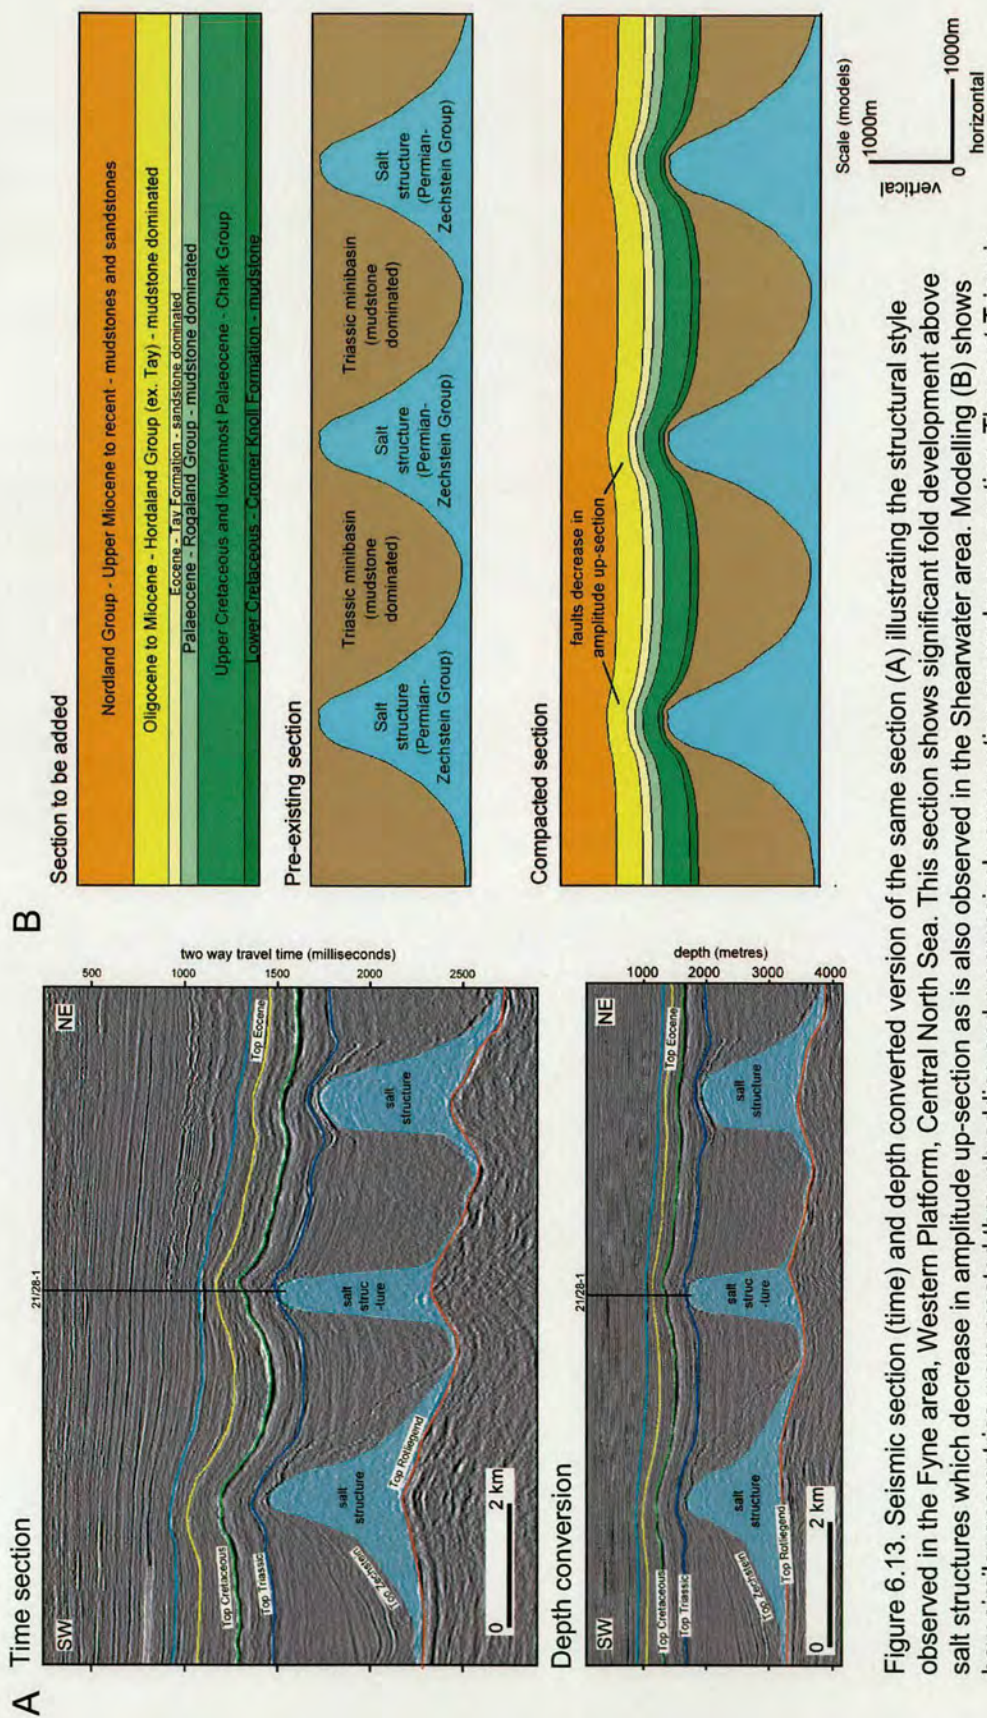 A
Time section
SW
NE
21/28-1
500
1000
1500
2000
2500
two way travel time (milliseconds)
Top Eocene
Top Cretaceous
Top Triassic
Top Zechstein
Top Rotliegend
salt
structure
salt
struc
-ture
salt
structure
0
2 km
Depth conversion
SW
NE
21/28-1
1000
2000
3000
4000
depth (metres)
Top Eocene
Top Cretaceous
Top Triassic
Top Zechstein
Top Rotliegend
salt
structure
salt
struc
-ture
salt
structure
0
2 km
B
Section to be added
Nordland Group - Upper Miocene to recent - mudstones and sandstones
Oligocene to Miocene - Hordaland Group (ex. Tay) - mudstone dominated
Eocene - Tay Formation - sandstone dominated
Palaeocene - Rogaland Group - mudstone dominated
Upper Cretaceous and lowermost Palaeocene - Chalk Group
Lower Cretaceous - Cromer Knoll Formation - mudstone
Pre-existing section
Salt
structure
(Permian-
Zechstein Group)
Triassic minibasin
(mudstone
dominated)
Salt
structure
(Permian-
Zechstein Group)
Triassic minibasin
(mudstone
dominated)
Salt
structure
(Permian-
Zechstein Group)
Compacted section
faults decrease in
amplitude up-section
Scale (models)
1000m
vertical
0
1000m
horizontal
Figure 6.13. Seismic section (time) and depth converted version of the same section (A) illustrating the structural style
observed in the Fyne area, Western Platform, Central North Sea. This section shows significant fold development above
salt structures which decrease in amplitude up-section as is also observed in the Shearwater area. Modelling (B) shows